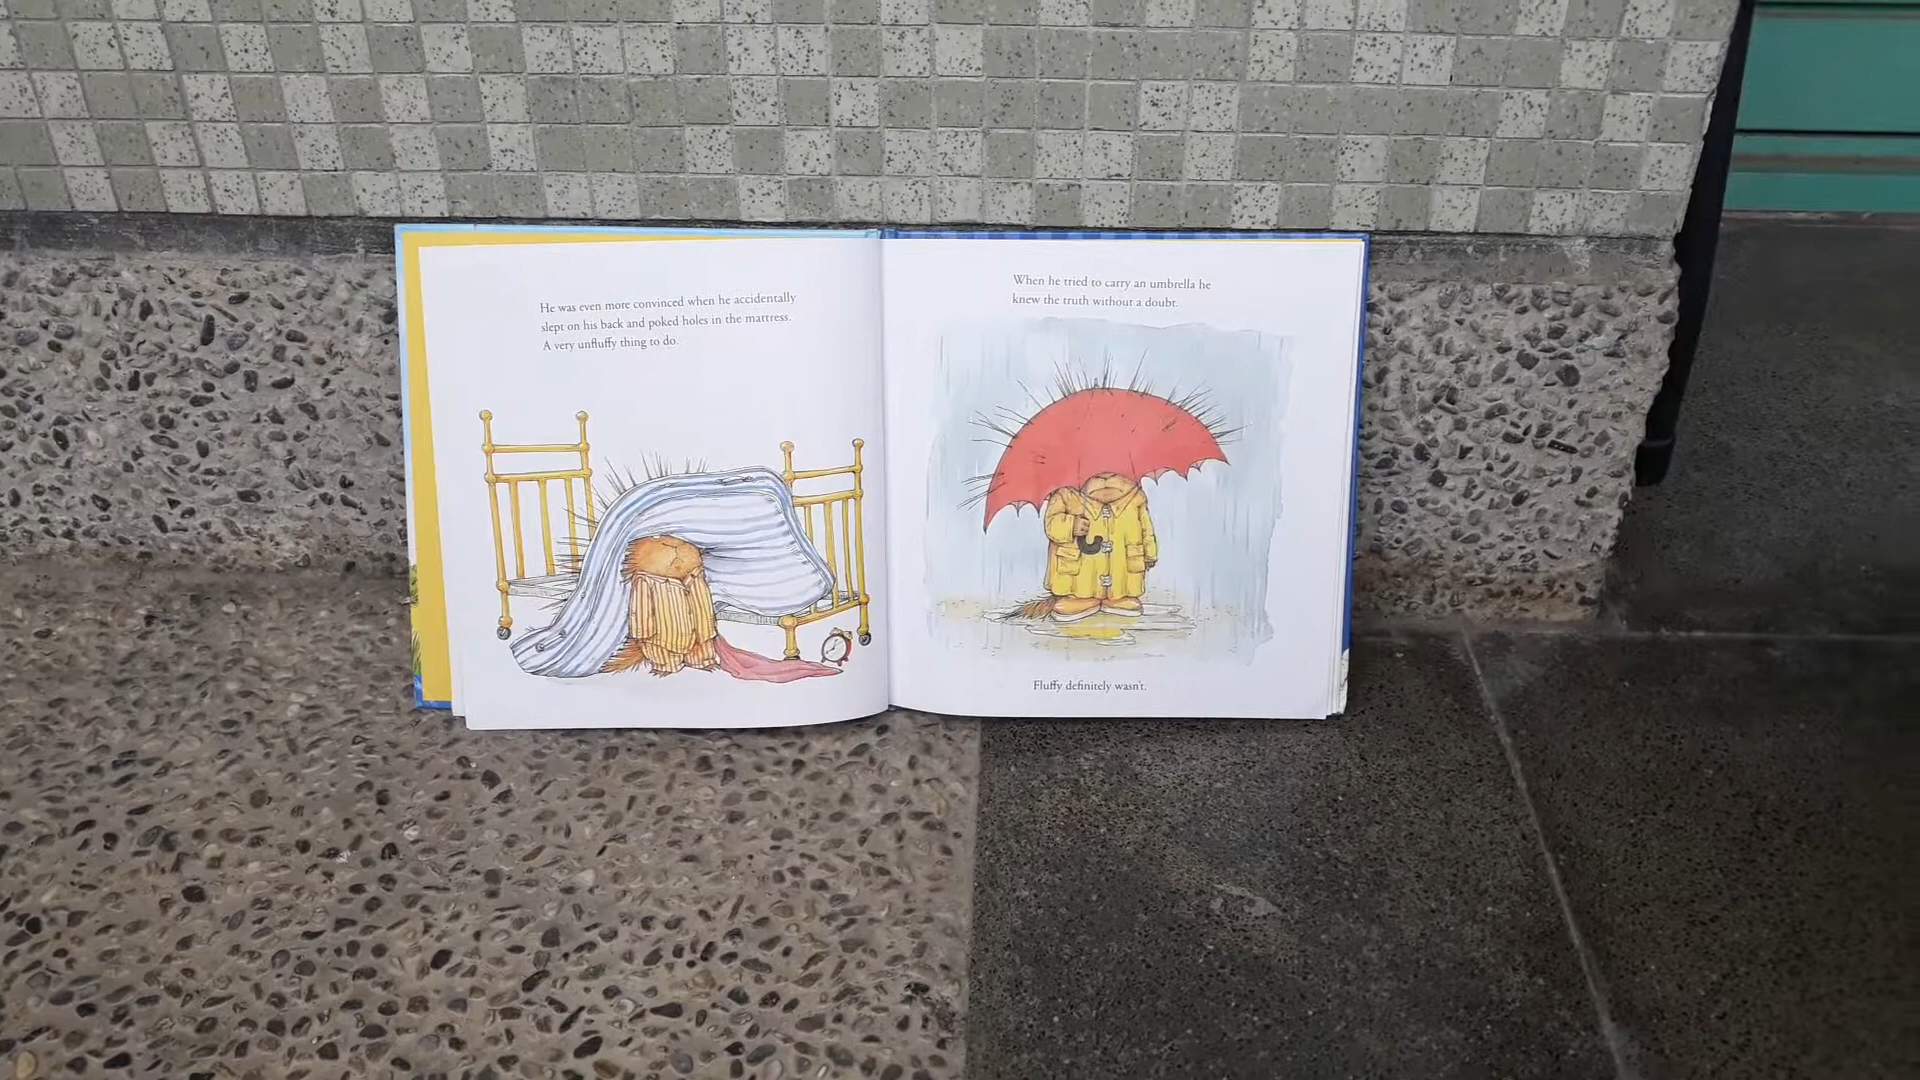 He was even more convinced when he accidentally
slept on his back and poked holes in the mattress.
A very unfluffy thing to do.
When he tried to carry an umbrella he
knew the truth without a doubt.
Fluffy definitely wasn't.